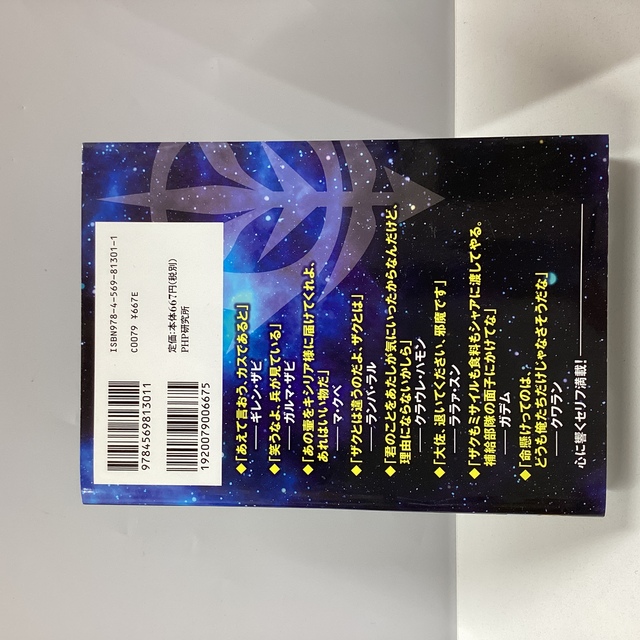 ISBN978-4-569-81301-1
C0079 ¥667E
定価:本体667円(税別)
PHP研究所
9784569813011
1920079006675
◆「あえて言おう、カスであると」
――ギレン・ザビ
◆「笑うなよ、兵が見ている」
――ガルマ・ザビ
◆「あの壺をキシリア様に届けてくれよ、
あれはいい物だ」
――マ・クベ
◆「ザクとは違うのだよ、ザクとは」
――ランバ・ラル
◆「君のことをあたしが気にいったからなんだけど、
理由にならないかしら」
――クラウレ・ハモン
◆「大佐、退いてください、邪魔です」
――ララァ・スン
◆「ザクもミサイルも食料もシャアに渡してやる。
補給部隊の面子にかけてな」
――ガデム
◆「命懸けってのは、
どうも俺たちだけじゃなさそうだな」
――クワラン
心に響くセリフ満載!